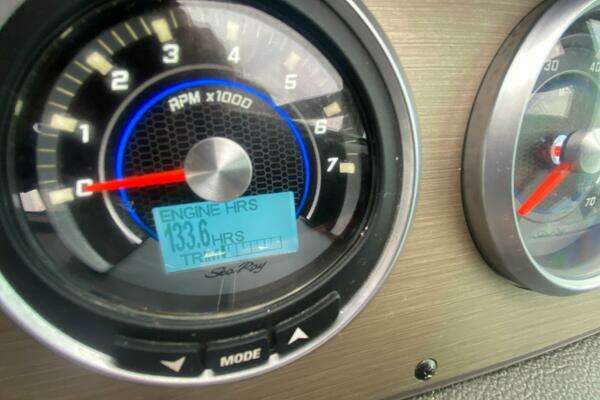 0
1
2
3
4
5
6
7
RPM x1000
ENGINE HRS
133.6 HRS
TRIM
Sea Ray
MODE
30
40
70